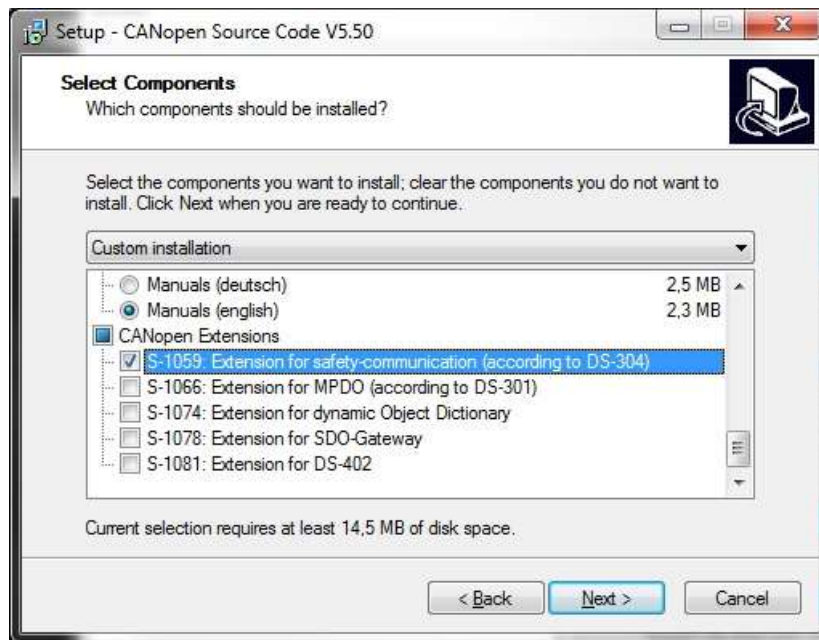 Setup - CANopen Source Code V5.50
Select Components
Which components should be installed?
Select the components you want to install; clear the components you do not want to
install. Click Next when you are ready to continue.
Custom installation
Manuals (deutsch) 2,5 MB
Manuals (english) 2,3 MB
CANopen Extensions
S-1059: Extension for safety-communication (according to DS-304)
S-1066: Extension for MPDO (according to DS-301)
S-1074: Extension for dynamic Object Dictionary
S-1078: Extension for SDO-Gateway
S-1081: Extension for DS-402
Current selection requires at least 14,5 MB of disk space.
< Back Next > Cancel